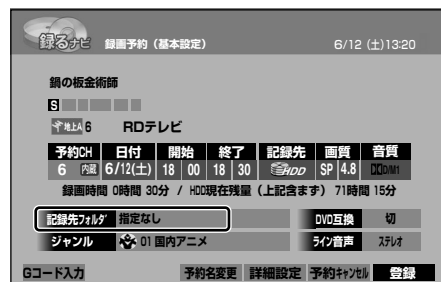 録るナビ 録画予約（基本設定） 6/12（土）13:20
鍋の板金術師
S
地上A 6 RDテレビ
予約CH 日付 開始 終了 記録先 画質 音質
6 内蔵 6/12(土) 18 00 18 30 HDD SP 4.8 D/M1
録画時間 0時間 30分 / HDD現在残量（上記含まず） 71時間 15分
記録先フォルダ 指定なし DVD互換 切
ジャンル 01 国内アニメ ライン音声 ステレオ
Gコード入力 予約名変更 詳細設定 予約キャンセル 登録